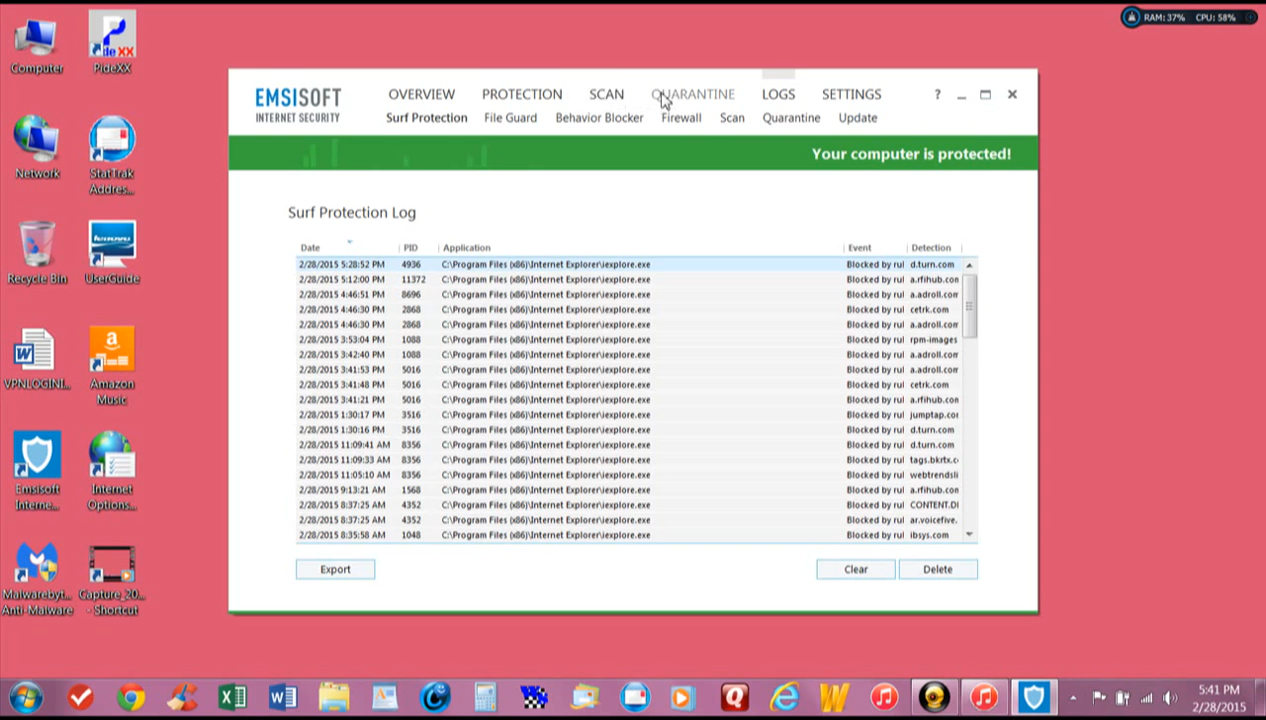 RAM: 37% CPU: 58%
Computer
PideXX
Network
StatTrak
Addres...
Recycle Bin
UserGuide
VPNLOGINI...
Amazon
Music
Emsisoft
Interne...
Internet
Options...
Malwareby t...
Anti-Malware
Capture_20...
- Shortcut
EMSISOFT
INTERNET SECURITY
OVERVIEW PROTECTION SCAN QUARANTINE LOGS SETTINGS ?
Surf Protection File Guard Behavior Blocker Firewall Scan Quarantine Update
Your computer is protected!
Surf Protection Log
Date PID Application Event Detection
2/28/2015 5:28:52 PM 4936 C:\Program Files (x86)\Internet Explorer\iexplore.exe Blocked by rul d.turn.com
2/28/2015 5:12:00 PM 11372 C:\Program Files (x86)\Internet Explorer\iexplore.exe Blocked by rul a.rfihub.con
2/28/2015 4:46:51 PM 8696 C:\Program Files (x86)\Internet Explorer\iexplore.exe Blocked by rul a.adroll.con
2/28/2015 4:46:30 PM 2868 C:\Program Files (x86)\Internet Explorer\iexplore.exe Blocked by rul cetrk.com
2/28/2015 4:46:30 PM 2868 C:\Program Files (x86)\Internet Explorer\iexplore.exe Blocked by rul a.adroll.con
2/28/2015 3:53:04 PM 1088 C:\Program Files (x86)\Internet Explorer\iexplore.exe Blocked by rul rpm-images
2/28/2015 3:42:40 PM 1088 C:\Program Files (x86)\Internet Explorer\iexplore.exe Blocked by rul a.adroll.con
2/28/2015 3:41:53 PM 5016 C:\Program Files (x86)\Internet Explorer\iexplore.exe Blocked by rul a.adroll.con
2/28/2015 3:41:48 PM 5016 C:\Program Files (x86)\Internet Explorer\iexplore.exe Blocked by rul cetrk.com
2/28/2015 3:41:21 PM 5016 C:\Program Files (x86)\Internet Explorer\iexplore.exe Blocked by rul a.rfihub.con
2/28/2015 1:30:17 PM 3516 C:\Program Files (x86)\Internet Explorer\iexplore.exe Blocked by rul jumptap.cor
2/28/2015 1:30:16 PM 3516 C:\Program Files (x86)\Internet Explorer\iexplore.exe Blocked by rul d.turn.com
2/28/2015 11:09:41 AM 8356 C:\Program Files (x86)\Internet Explorer\iexplore.exe Blocked by rul d.turn.com
2/28/2015 11:09:33 AM 8356 C:\Program Files (x86)\Internet Explorer\iexplore.exe Blocked by rul tags.bkrtx.c
2/28/2015 11:05:10 AM 8356 C:\Program Files (x86)\Internet Explorer\iexplore.exe Blocked by rul webtrendsli
2/28/2015 9:13:21 AM 1568 C:\Program Files (x86)\Internet Explorer\iexplore.exe Blocked by rul a.rfihub.con
2/28/2015 8:37:25 AM 4352 C:\Program Files (x86)\Internet Explorer\iexplore.exe Blocked by rul CONTENT.DI
2/28/2015 8:37:25 AM 4352 C:\Program Files (x86)\Internet Explorer\iexplore.exe Blocked by rul ar.voicefive.
2/28/2015 8:35:58 AM 1048 C:\Program Files (x86)\Internet Explorer\iexplore.exe Blocked by rul ibsys.com
Export Clear Delete
5:41 PM
2/28/2015